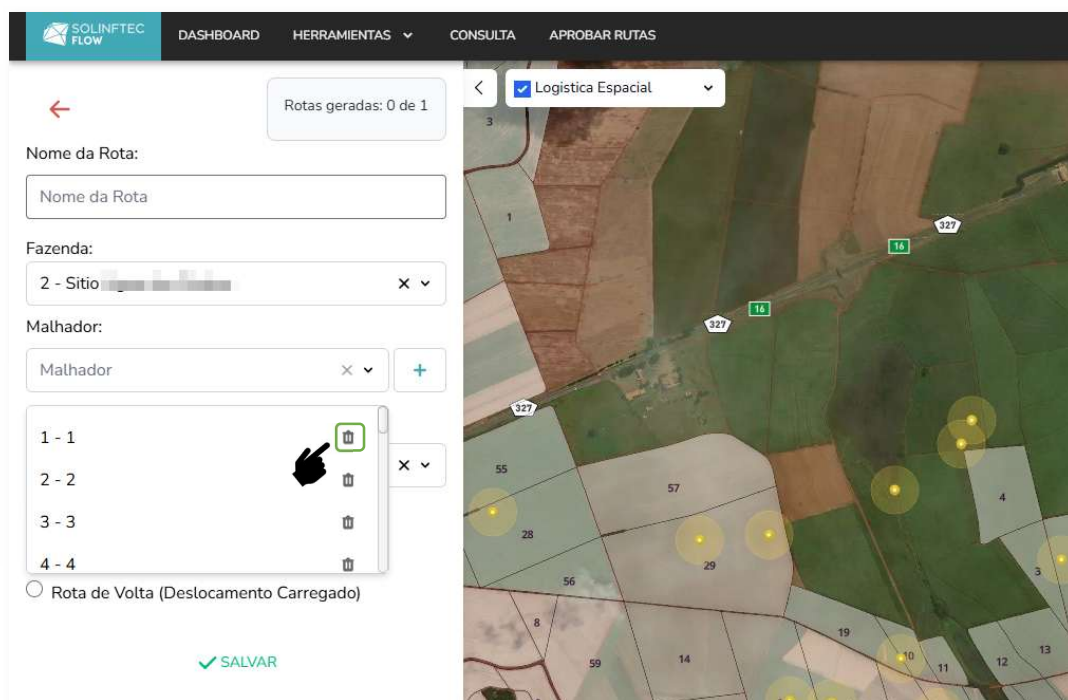 SOLINFTEC
FLOW
DASHBOARD
HERRAMIENTAS
CONSULTA
APROBAR RUTAS
Rotas geradas: 0 de 1
Nome da Rota:
Nome da Rota
Fazenda:
2 - Sitio
Malhador:
Malhador
1 - 1
2 - 2
3 - 3
4 - 4
Rota de Volta (Deslocamento Carregado)
SALVAR
Logistica Espacial
3
1
327
16
16
327
327
55
57
4
28
29
56
3
8
19
10
13
59
14
11
12